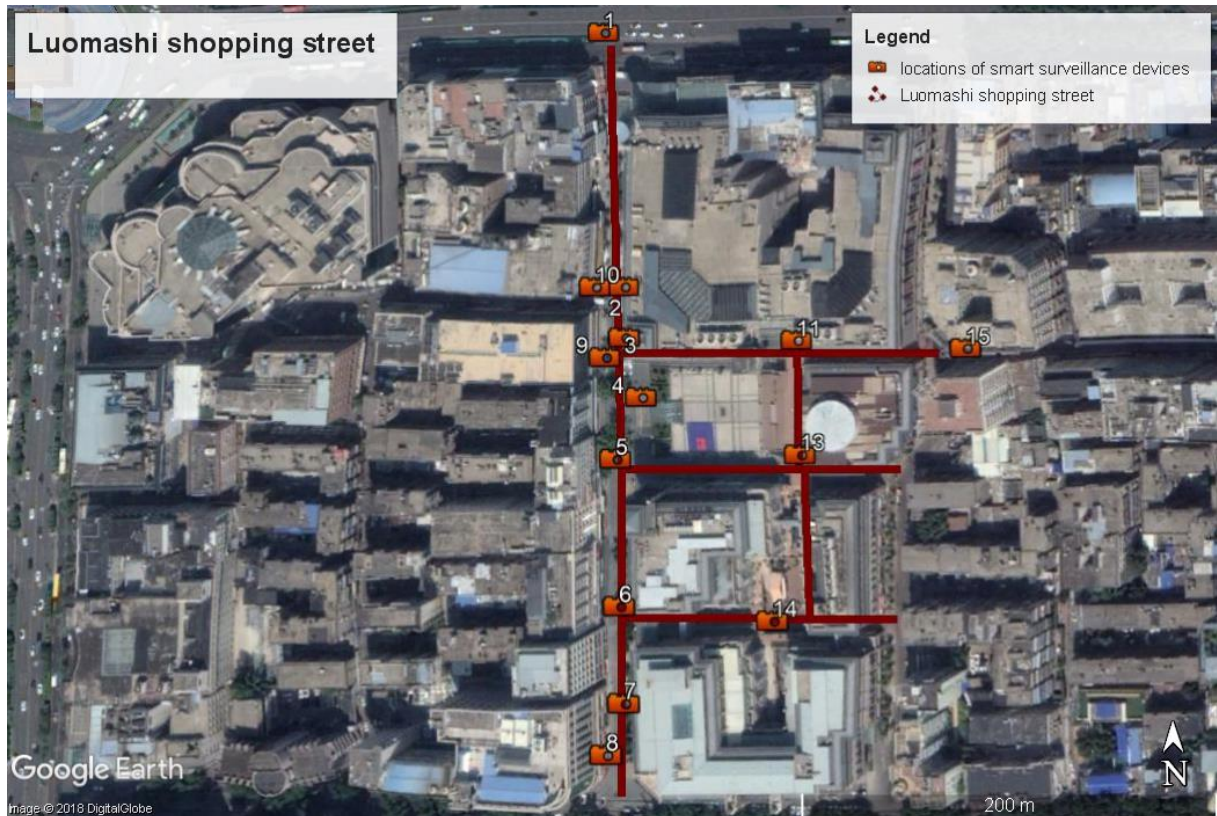 Luomashi shopping street
Legend
locations of smart surveillance devices
Luomashi shopping street
1
10
2
3
9
11
15
4
5
13
6
14
7
8
Google Earth
Image © 2018 DigitalGlobe
200 m
N